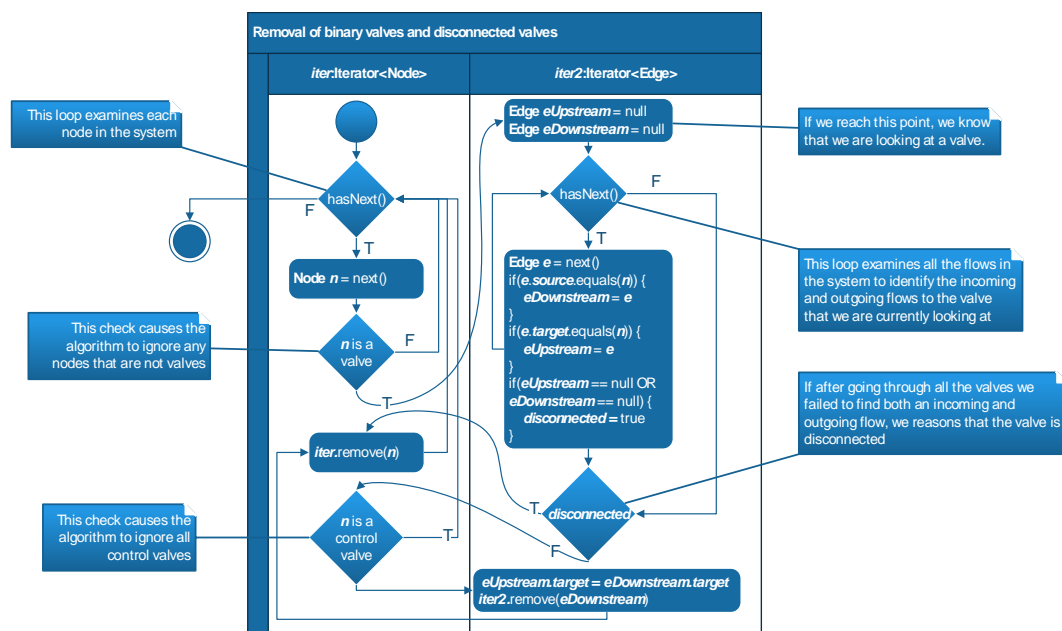 Removal of binary valves and disconnected valves
iter:Iterator<Node>
iter2:Iterator<Edge>
This loop examines each
node in the system
hasNext()
F
T
Node n = next()
This check causes the
algorithm to ignore any
nodes that are not valves
n is a
valve
F
T
iter.remove(n)
This check causes the
algorithm to ignore all
control valves
n is a
control
valve
T
Edge eUpstream = null
Edge eDownstream = null
If we reach this point, we know
that we are looking at a valve.
hasNext()
F
T
Edge e = next()
if(e.source.equals(n)) {
eDownstream = e
}
if(e.target.equals(n)) {
eUpstream = e
}
if(eUpstream == null OR
eDownstream == null) {
disconnected = true
}
This loop examines all the flows in
the system to identify the incoming
and outgoing flows to the valve
that we are currently looking at
If after going through all the valves we
failed to find both an incoming and
outgoing flow, we reasons that the valve is
disconnected
disconnected
T
F
eUpstream.target = eDownstream.target
iter2.remove(eDownstream)